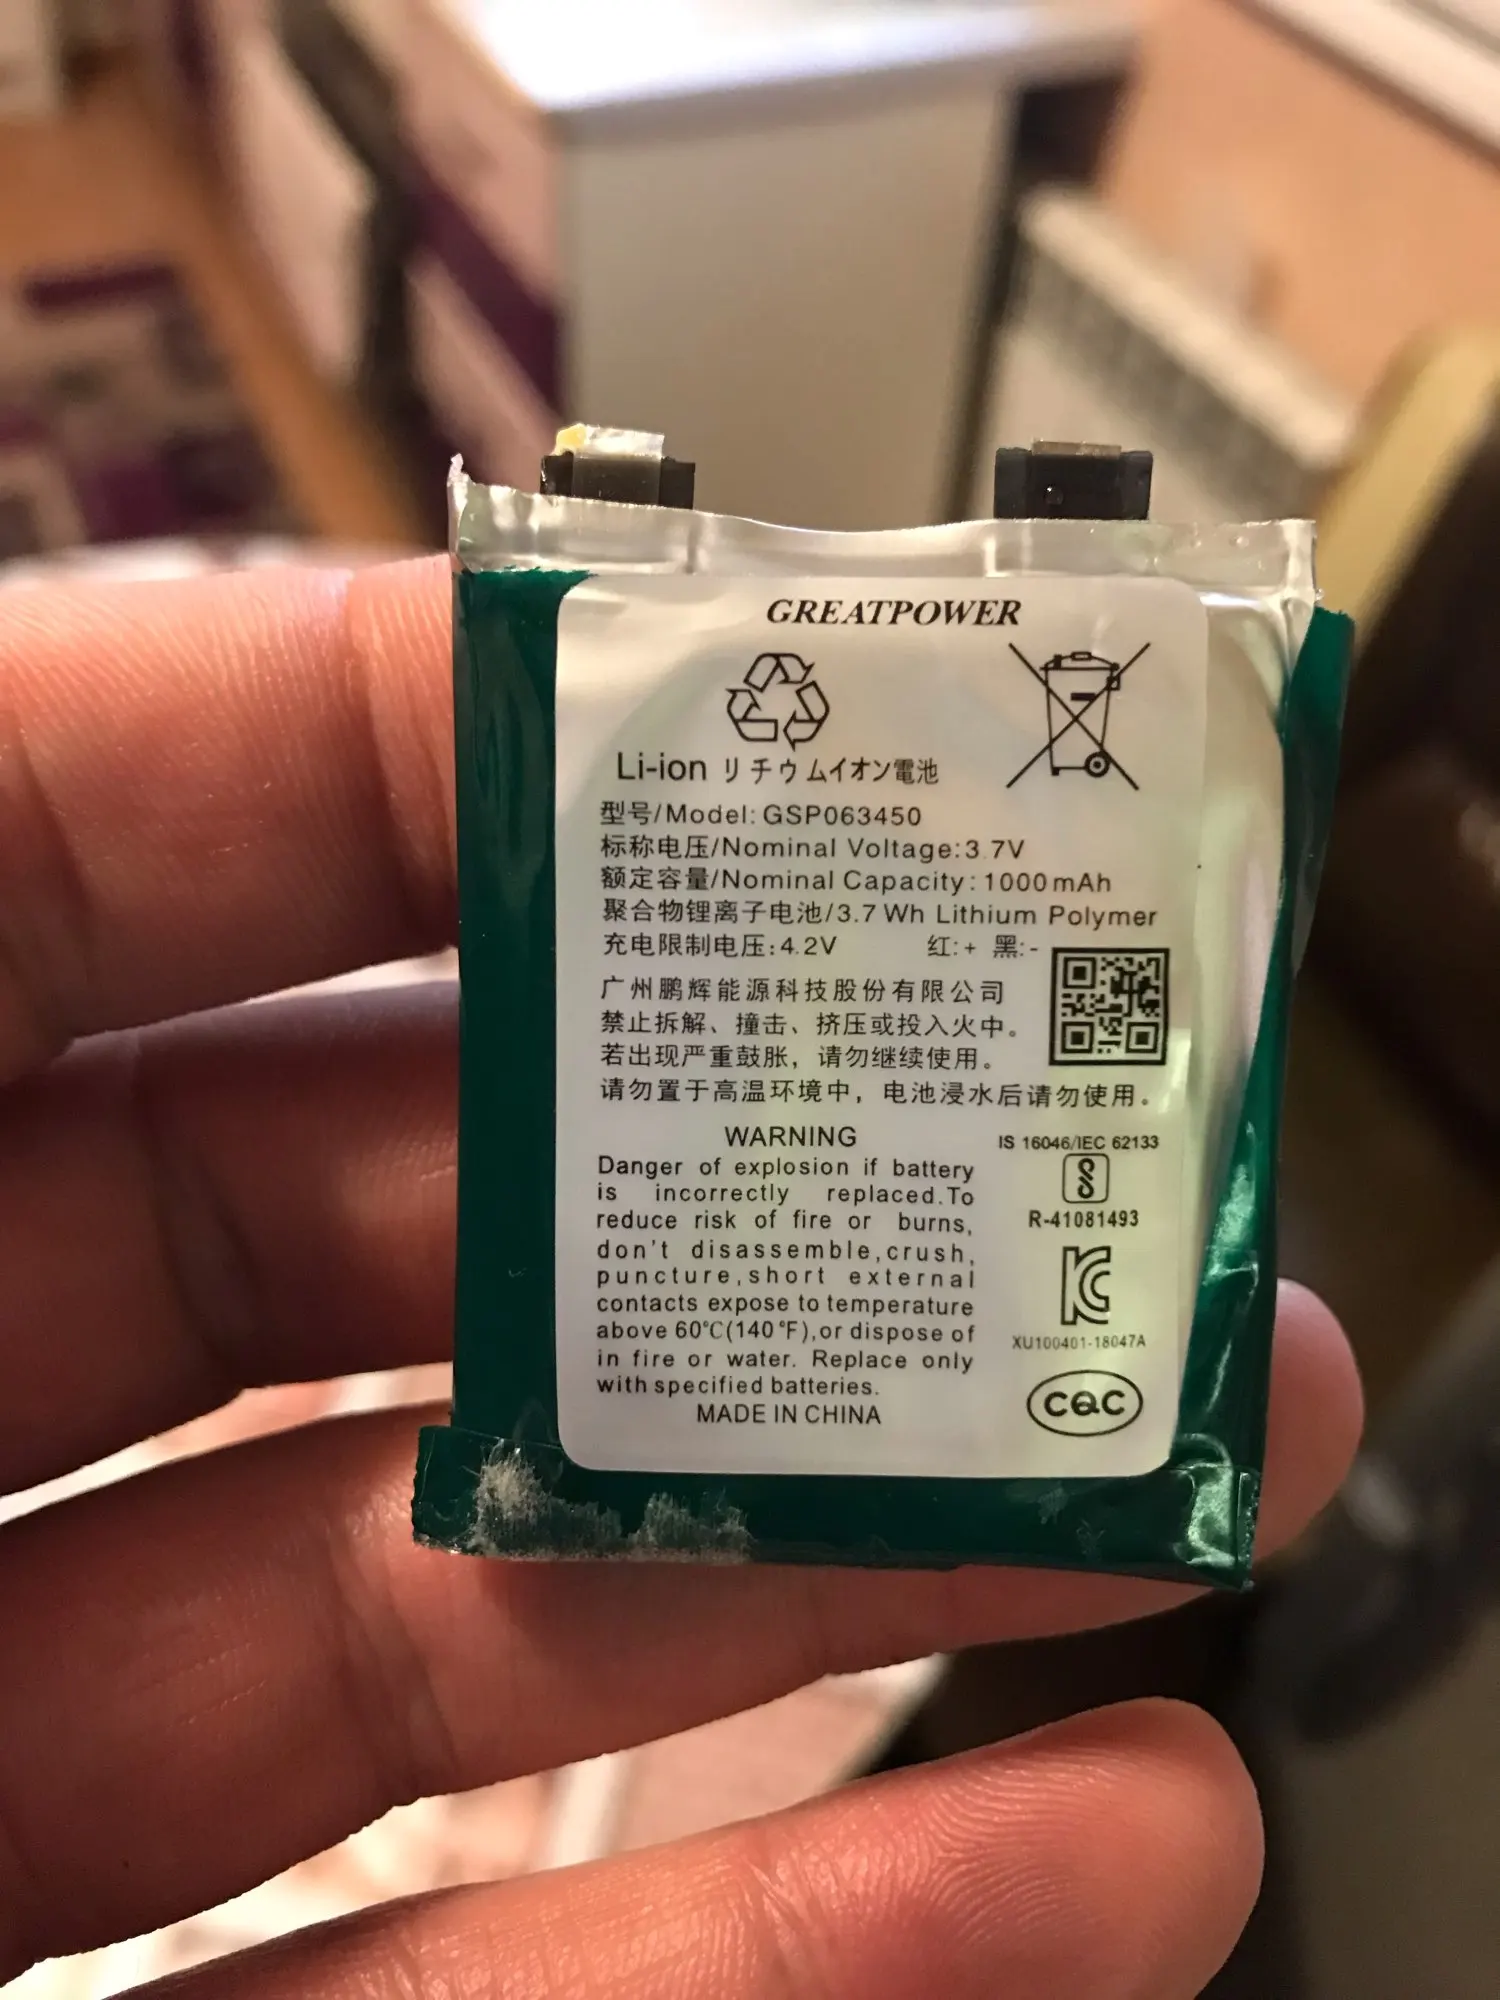 GREATPOWER
Li-ion リチウムイオン電池
型号/Model: GSP063450
标称电压/Nominal Voltage:3.7V
额定容量/Nominal Capacity:1000mAh
聚合物锂离子电池/3.7 Wh Lithium Polymer
充电限制电压:4.2V 红:+ 黑:-
广州鹏辉能源科技股份有限公司
禁止拆解、撞击、挤压或投入火中。
若出现严重鼓胀，请勿继续使用。
请勿置于高温环境中，电池浸水后请勿使用。
WARNING
Danger of explosion if battery
is incorrectly replaced.To
reduce risk of fire or burns,
don't disassemble,crush,
puncture,short external
contacts expose to temperature
above 60℃(140℉),or dispose of
in fire or water. Replace only
with specified batteries.
MADE IN CHINA
IS 16046/IEC 62133
R-41081493
KC
XU100401-18047A
CQC